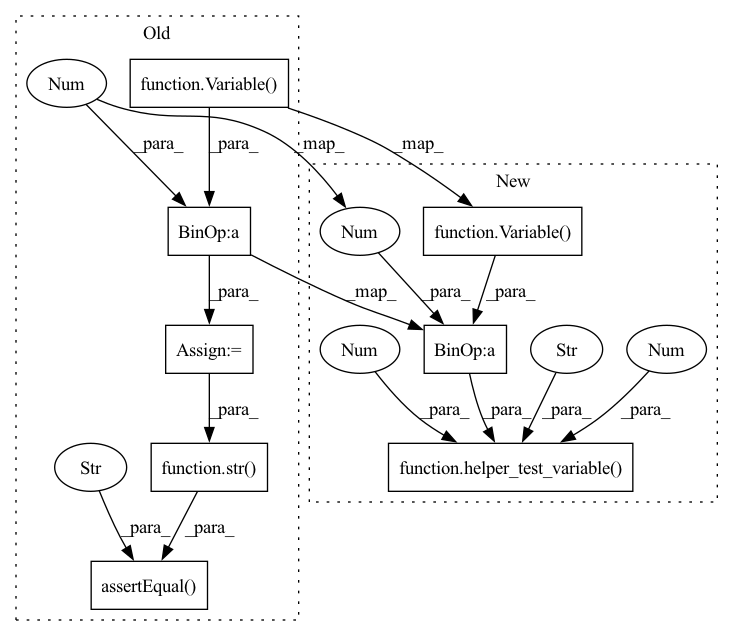 Old
Num
function.Variable()
_para_
_para_
_map_
_map_
New
BinOp:a
Num
function.Variable()
_para_
_map_
_para_
_para_
Assign:=
Num
BinOp:a
Str
Num
_para_
_para_
_para_
_para_
_para_
Str
function.str()
function.helper_test_variable()
_para_
_para_
assertEqual()